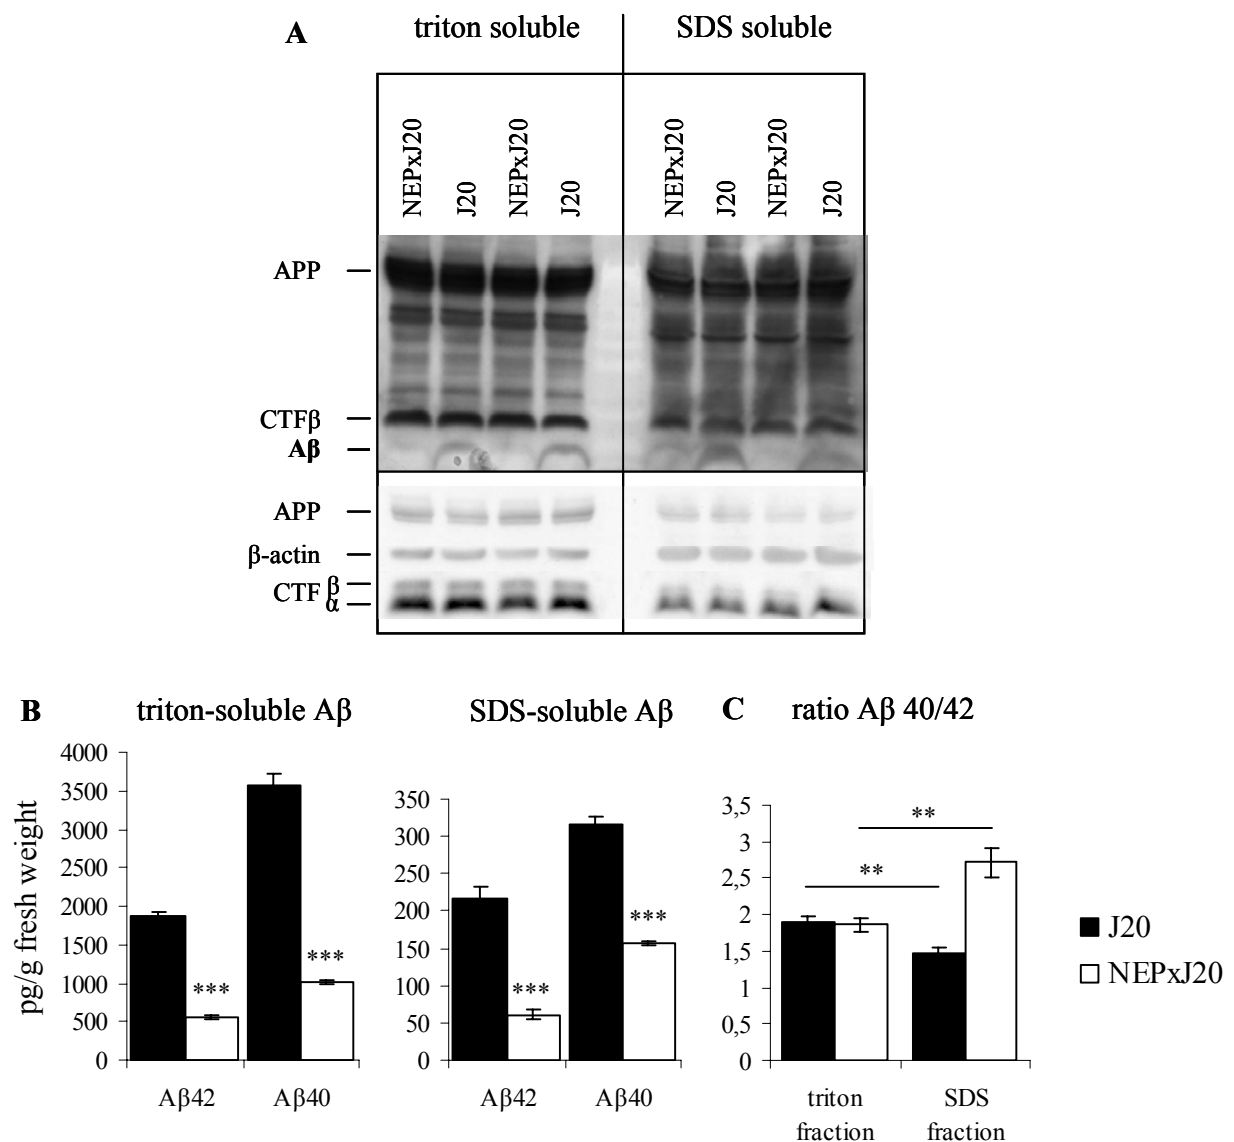 A
triton soluble
SDS soluble
NEPxJ20
J20
NEPxJ20
J20
NEPxJ20
J20
NEPxJ20
J20
APP
CTFβ
Aβ
APP
β-actin
CTF β
α
B
triton-soluble Aβ
pg/g fresh weight
4000
3500
3000
2500
2000
1500
1000
500
0
***
***
Aβ42
Aβ40
SDS-soluble Aβ
350
300
250
200
150
100
50
0
***
***
Aβ42
Aβ40
C
ratio Aβ 40/42
3,5
3
2,5
2
1,5
1
0,5
0
**
**
triton
fraction
SDS
fraction
J20
NEPxJ20